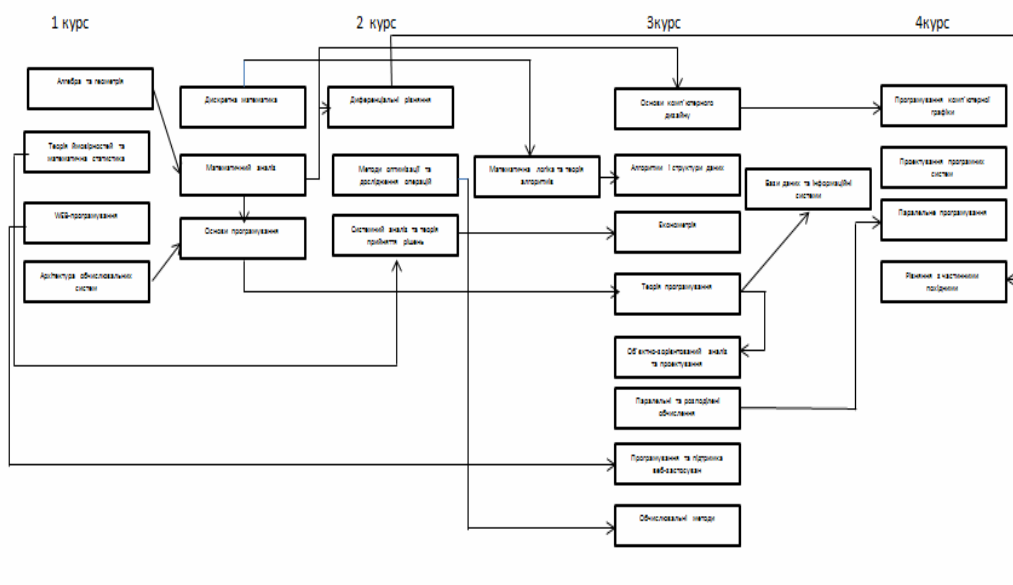 1 курс
2 курс
3курс
4курс
Алгебра та геометрія
Теорія ймовірностей та
математична статистика
WEB-програмування
Архітектура обчислювальних
систем
Дискретна математика
Математичний аналіз
Основи програмування
Диференціальні рівняння
Методи оптимізації та
дослідження операцій
Системний аналіз та теорія
прийняття рішень
Математична логіка та теорія
алгоритмів
Основи комп'ютерного
дизайну
Алгоритми і структури даних
Економетрія
Теорія програмування
Об'єктно-орієнтований аналіз
та проектування
Паралельні та розподілені
обчислення
Програмування та підтримка
веб-застосуван
Обчислювальні методи
Бази даних та інформаційні
системи
Програмування комп'ютерної
графіки
Проектування програмних
систем
Паралельне програмування
Рівняння з частинними
похідними